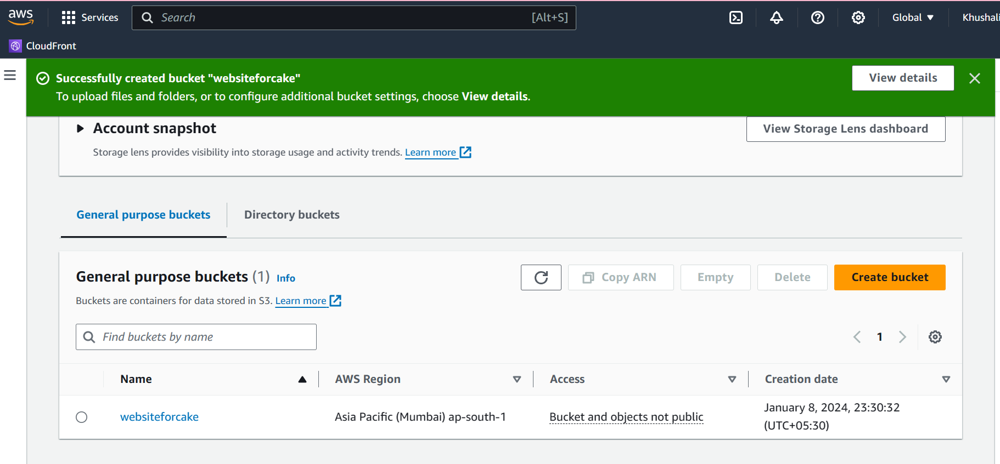 aws Services Search [Alt+S] Global Khushali
CloudFront
Successfully created bucket "websiteforcake"
To upload files and folders, or to configure additional bucket settings, choose View details.
View details
Account snapshot
View Storage Lens dashboard
Storage lens provides visibility into storage usage and activity trends. Learn more
General purpose buckets Directory buckets
General purpose buckets (1) Info
Copy ARN Empty Delete Create bucket
Buckets are containers for data stored in S3. Learn more
Find buckets by name
1
Name AWS Region Access Creation date
websiteforcake Asia Pacific (Mumbai) ap-south-1 Bucket and objects not public January 8, 2024, 23:30:32
(UTC+05:30)